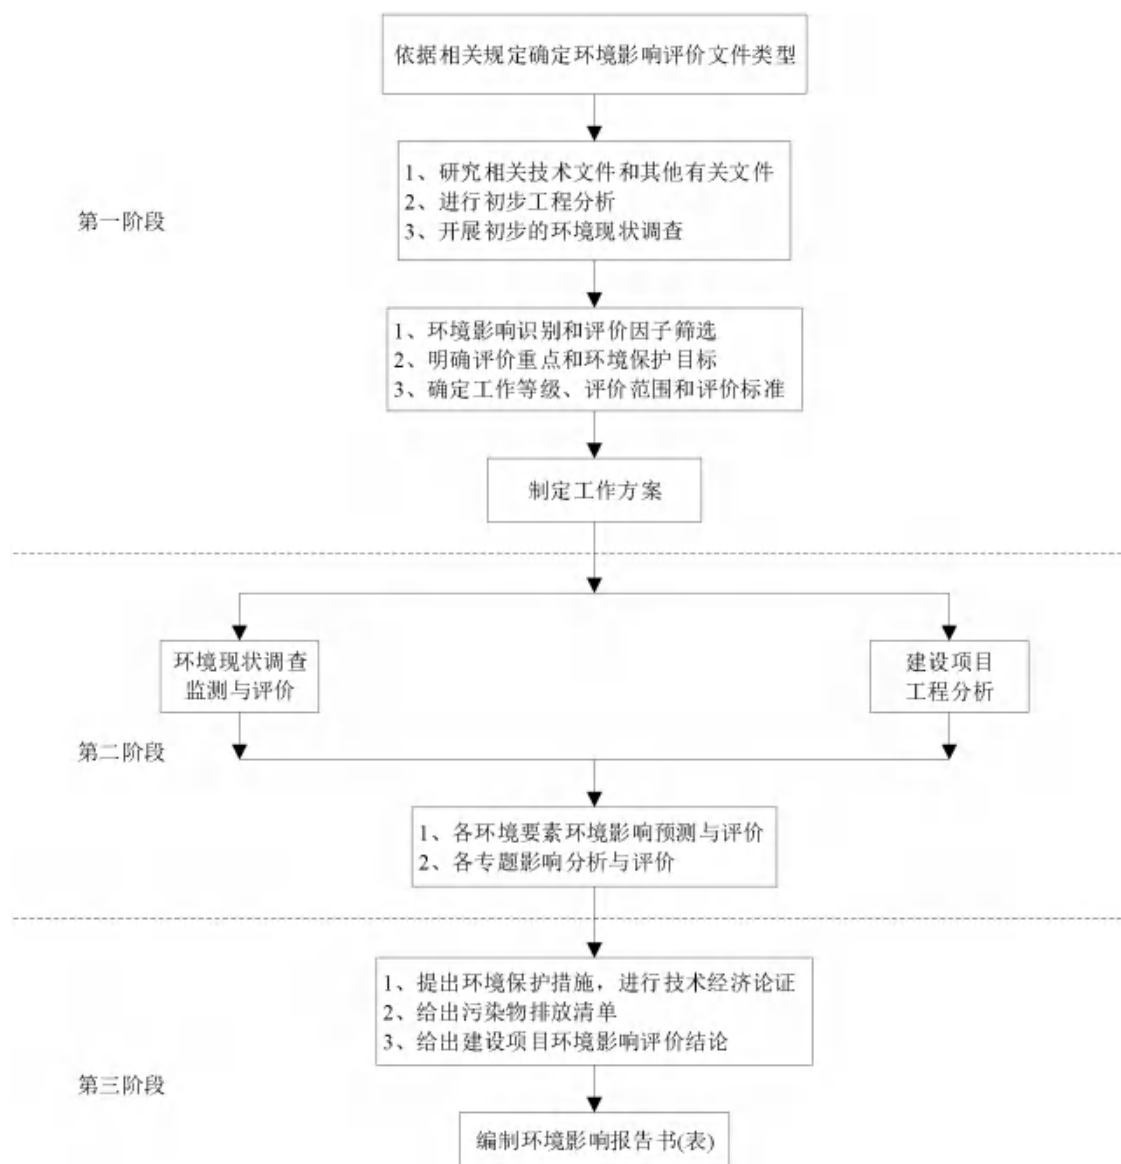 依据相关规定确定环境影响评价文件类型
1、研究相关技术文件和其他有关文件
2、进行初步工程分析
3、开展初步的环境现状调查
第一阶段
1、环境影响识别和评价因子筛选
2、明确评价重点和环境保护目标
3、确定工作等级、评价范围和评价标准
制定工作方案
环境现状调查
监测与评价
建设项目
工程分析
第二阶段
1、各环境要素环境影响预测与评价
2、各专题影响分析与评价
1、提出环境保护措施，进行技术经济论证
2、给出污染物排放清单
3、给出建设项目环境影响评价结论
第三阶段
编制环境影响报告书(表)